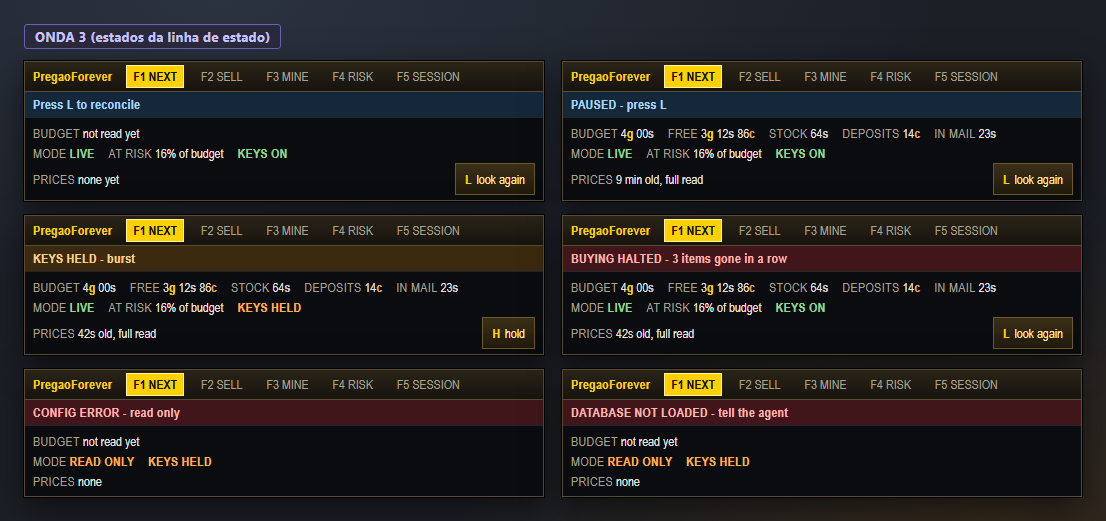 ONDA 3 (estados da linha de estado)
PregaoForever F1 NEXT F2 SELL F3 MINE F4 RISK F5 SESSION
Press L to reconcile
BUDGET not read yet
MODE LIVE AT RISK 16% of budget KEYS ON
PRICES none yet
L look again
PregaoForever F1 NEXT F2 SELL F3 MINE F4 RISK F5 SESSION
PAUSED - press L
BUDGET 4g 00s FREE 3g 12s 86c STOCK 64s DEPOSITS 14c IN MAIL 23s
MODE LIVE AT RISK 16% of budget KEYS ON
PRICES 9 min old, full read
L look again
PregaoForever F1 NEXT F2 SELL F3 MINE F4 RISK F5 SESSION
KEYS HELD - burst
BUDGET 4g 00s FREE 3g 12s 86c STOCK 64s DEPOSITS 14c IN MAIL 23s
MODE LIVE AT RISK 16% of budget KEYS HELD
PRICES 42s old, full read
H hold
PregaoForever F1 NEXT F2 SELL F3 MINE F4 RISK F5 SESSION
BUYING HALTED - 3 items gone in a row
BUDGET 4g 00s FREE 3g 12s 86c STOCK 64s DEPOSITS 14c IN MAIL 23s
MODE LIVE AT RISK 16% of budget KEYS ON
PRICES 42s old, full read
L look again
PregaoForever F1 NEXT F2 SELL F3 MINE F4 RISK F5 SESSION
CONFIG ERROR - read only
BUDGET not read yet
MODE READ ONLY KEYS HELD
PRICES none
PregaoForever F1 NEXT F2 SELL F3 MINE F4 RISK F5 SESSION
DATABASE NOT LOADED - tell the agent
BUDGET not read yet
MODE READ ONLY KEYS HELD
PRICES none